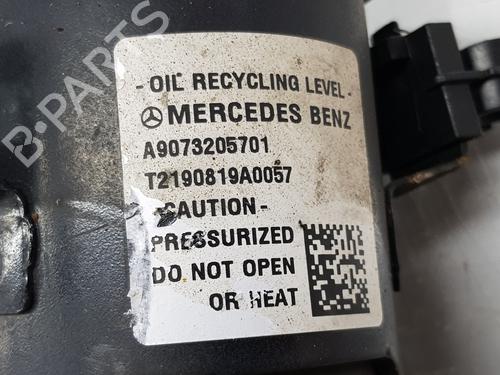 - OIL RECYCLING LEVEL -
MERCEDES BENZ
A9073205701
T2190819A0057
CAUTION -
PRESSURIZED
DO NOT OPEN
OR HEAT
B-PARTS